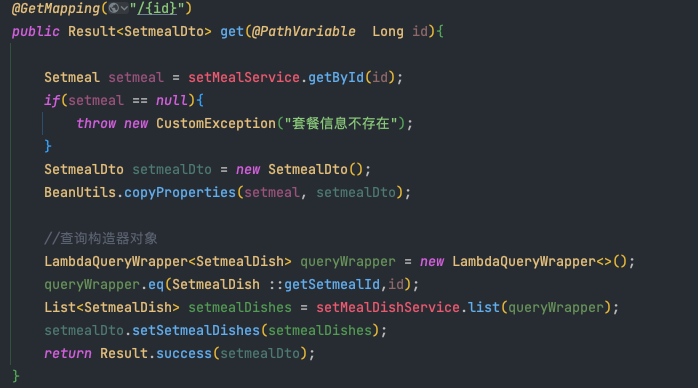 @GetMapping("/{id}")
public Result<SetmealDto> get(@PathVariable  Long id){
Setmeal setmeal = setMealService.getById(id);
if(setmeal == null){
throw new CustomException("套餐信息不存在");
}
SetmealDto setmealDto = new SetmealDto();
BeanUtils.copyProperties(setmeal, setmealDto);
//查询构造器对象
LambdaQueryWrapper<SetmealDish> queryWrapper = new LambdaQueryWrapper<>();
queryWrapper.eq(SetmealDish ::getSetmealId,id);
List<SetmealDish> setmealDishes = setMealDishService.list(queryWrapper);
setmealDto.setSetmealDishes(setmealDishes);
return Result.success(setmealDto);
}